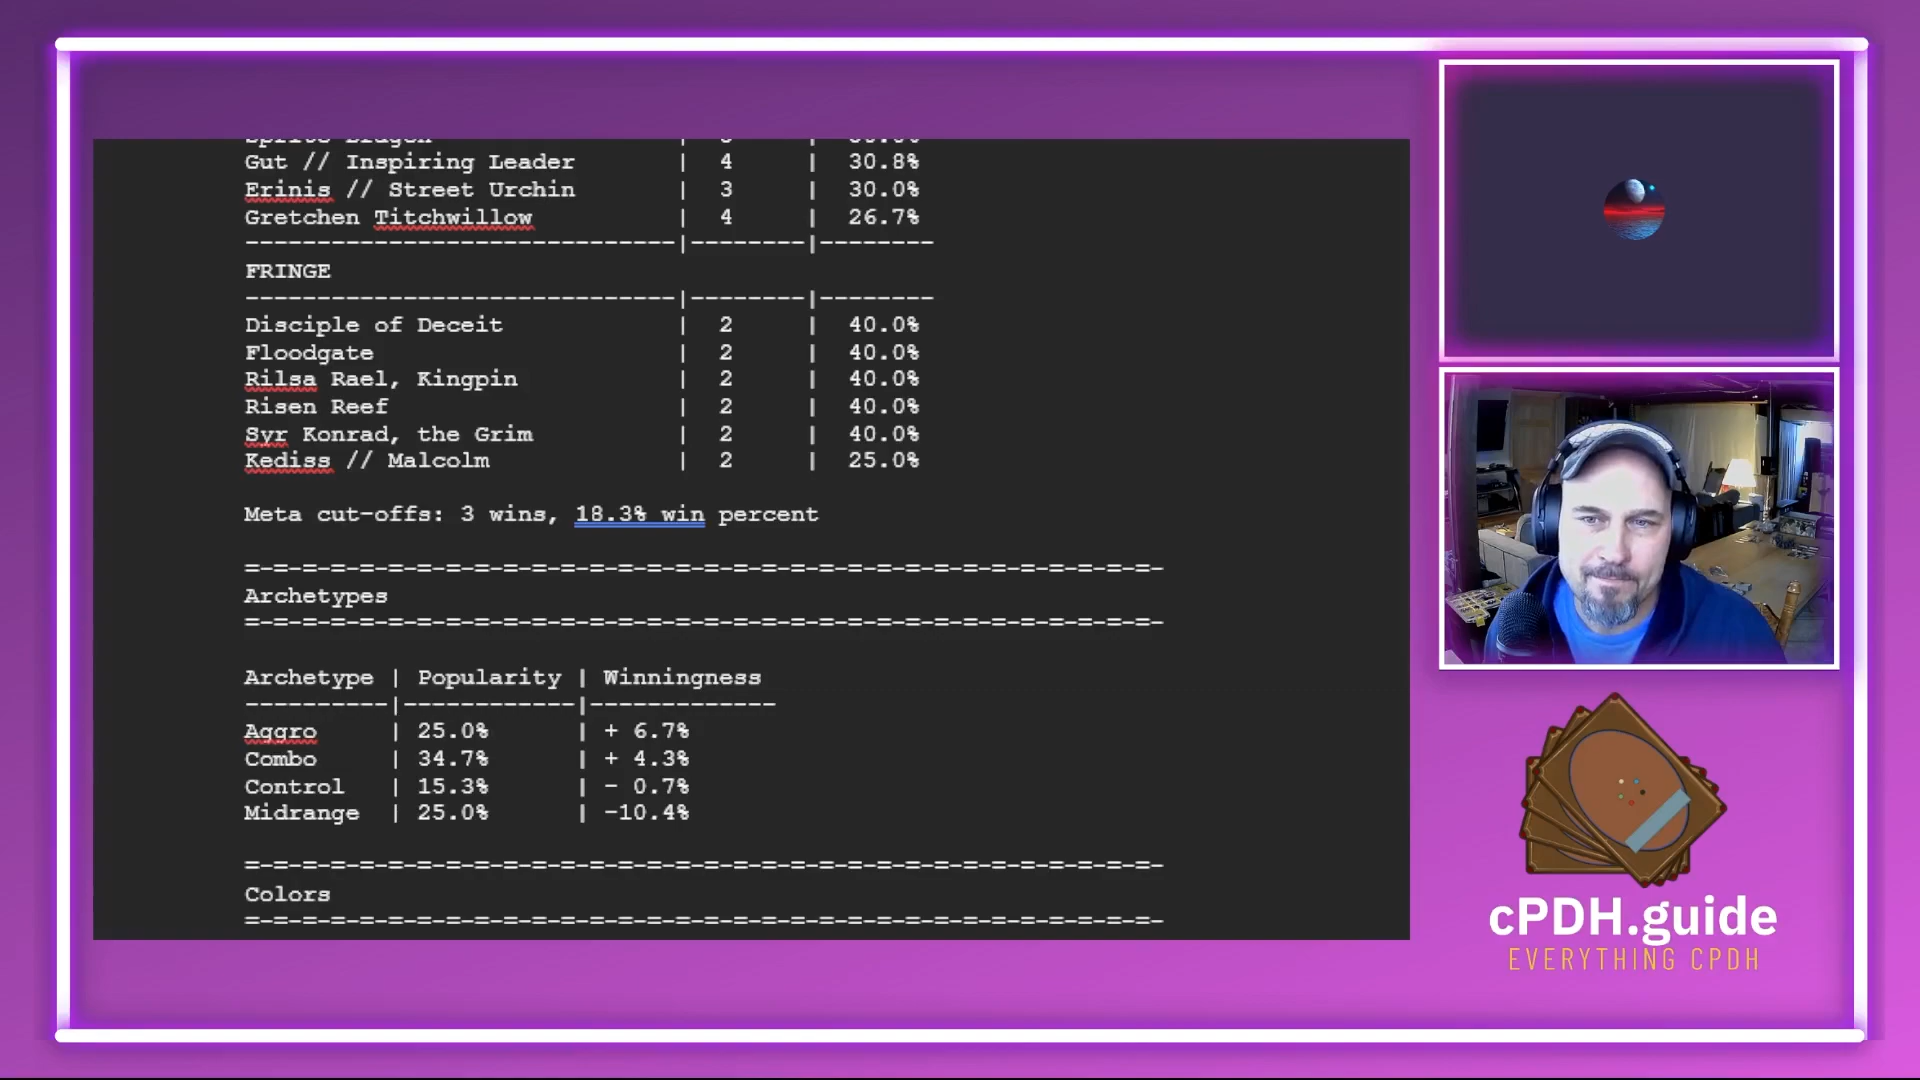 Gut // Inspiring Leader | 4 | 30.8%
Erinis // Street Urchin | 3 | 30.0%
Gretchen Titchwillow | 4 | 26.7%
------------------------------|--------|--------
FRINGE
------------------------------|--------|--------
Disciple of Deceit | 2 | 40.0%
Floodgate | 2 | 40.0%
Rilsa Rael, Kingpin | 2 | 40.0%
Risen Reef | 2 | 40.0%
Syr Konrad, the Grim | 2 | 40.0%
Kediss // Malcolm | 2 | 25.0%
Meta cut-offs: 3 wins, 18.3% win percent
=-=-=-=-=-=-=-=-=-=-=-=-=-=-=-=-=-=-=-=-=-=-=-=-=-=-=-=-=-=-=-=-
Archetypes
=-=-=-=-=-=-=-=-=-=-=-=-=-=-=-=-=-=-=-=-=-=-=-=-=-=-=-=-=-=-=-=-
Archetype | Popularity | Winningness
----------|------------|-------------
Aggro | 25.0% | + 6.7%
Combo | 34.7% | + 4.3%
Control | 15.3% | - 0.7%
Midrange | 25.0% | -10.4%
=-=-=-=-=-=-=-=-=-=-=-=-=-=-=-=-=-=-=-=-=-=-=-=-=-=-=-=-=-=-=-=-
Colors
=-=-=-=-=-=-=-=-=-=-=-=-=-=-=-=-=-=-=-=-=-=-=-=-=-=-=-=-=-=-=-=-
cPDH.guide
EVERYTHING CPDH